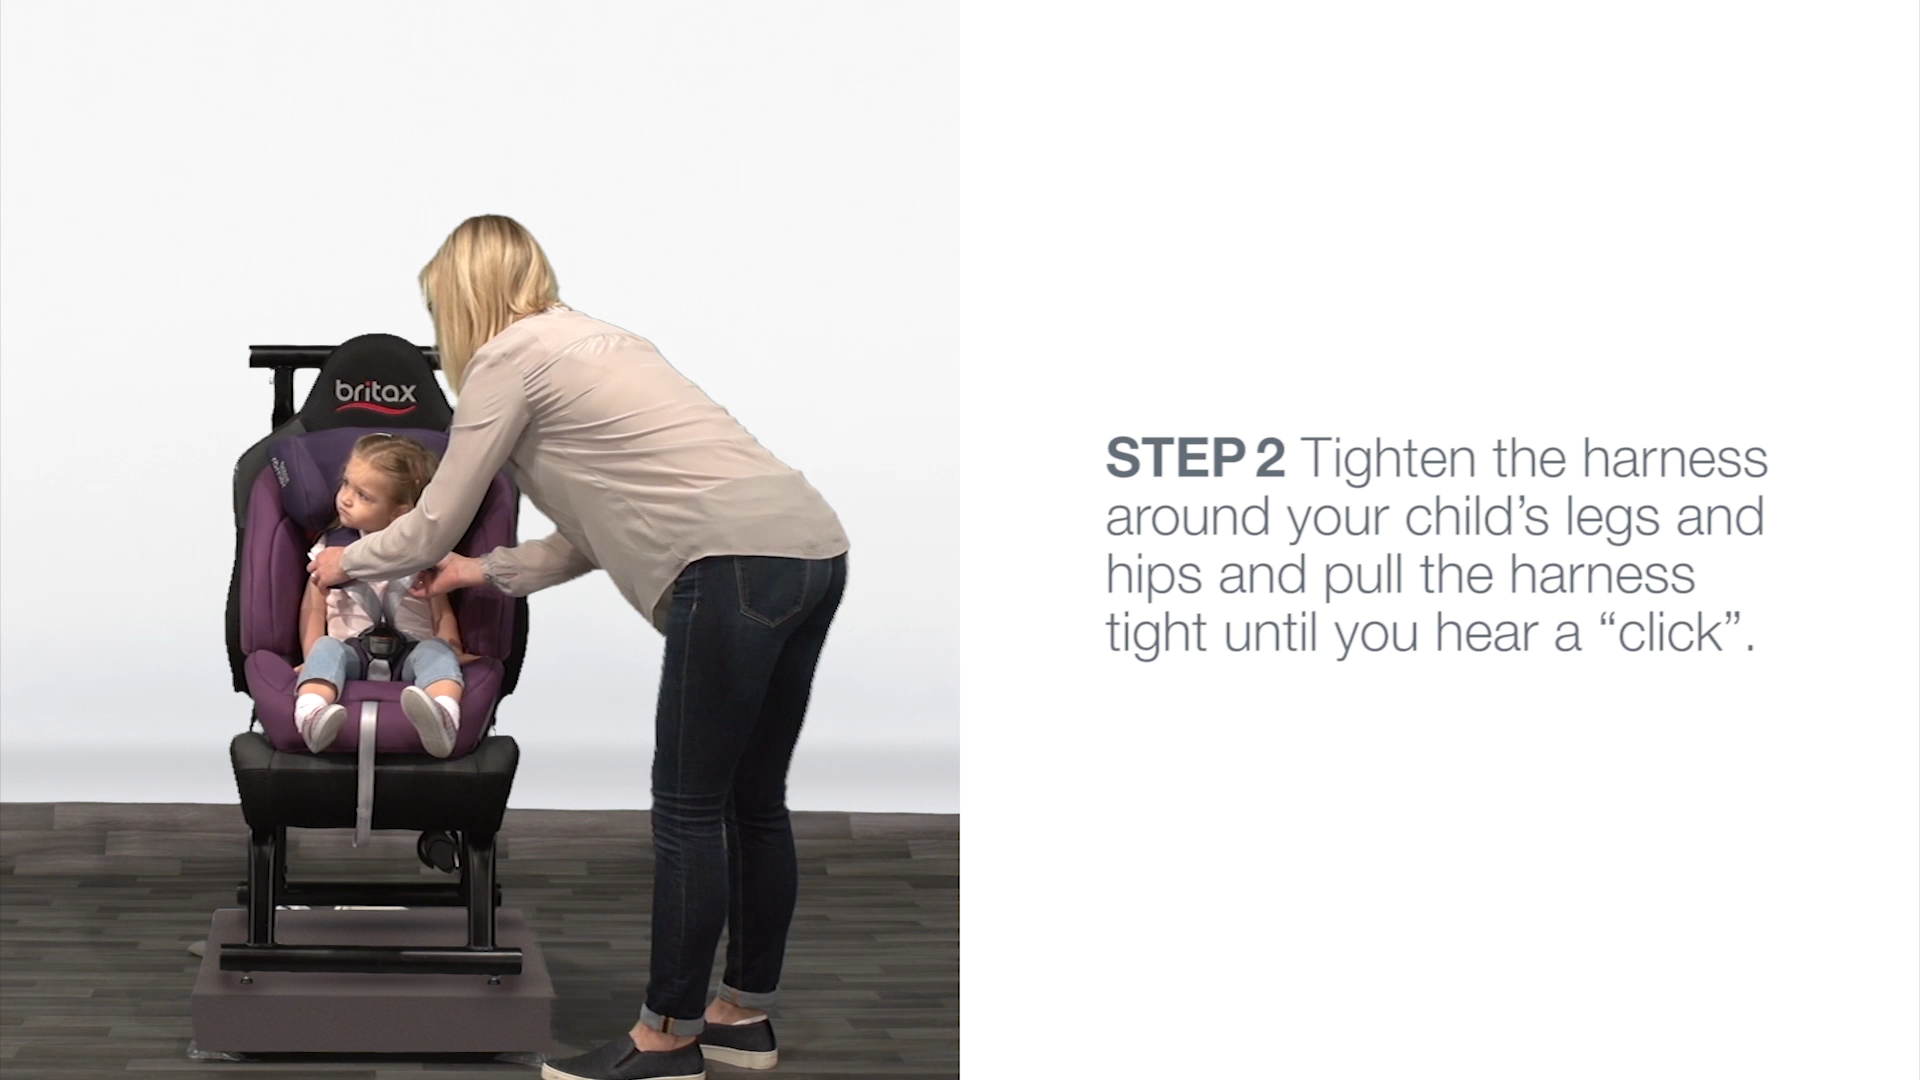 britax
STEP 2 Tighten the harness
around your child’s legs and
hips and pull the harness
tight until you hear a “click”.